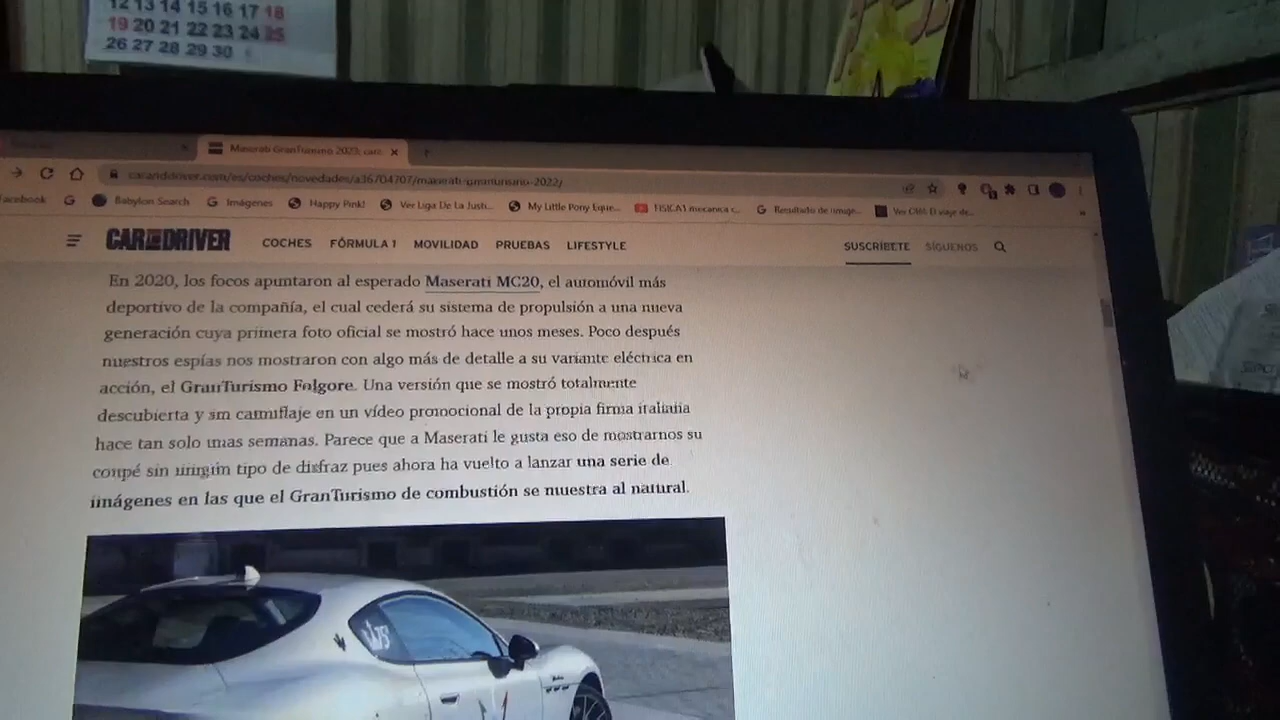 12 13 14 15 16 17 18
19 20 21 22 23 24 25
26 27 28 29 30
Maserati GranTurismo 2023: cara
caranddriver.com/es/coches/novedades/a36704707/maserati-granturismo-2022/
Facebook Babylon Search Imágenes Happy Pink! Ver Liga De La Justi... My Little Pony Eque... FISICA1 mecanica c... Resultado de image... Ver Cap. El viaje de...
CAR AND DRIVER COCHES FÓRMULA 1 MOVILIDAD PRUEBAS LIFESTYLE SUSCRÍBETE SÍGUENOS
En 2020, los focos apuntaron al esperado Maserati MC20, el automóvil más
deportivo de la compañía, el cual cederá su sistema de propulsión a una nueva
generación cuya primera foto oficial se mostró hace unos meses. Poco después
nuestros espías nos mostraron con algo más de detalle a su variante eléctrica en
acción, el GranTurismo Folgore. Una versión que se mostró totalmente
descubierta y sin camuflaje en un vídeo promocional de la propia firma italiana
hace tan solo unas semanas. Parece que a Maserati le gusta eso de mostrarnos su
coupé sin ningún tipo de disfraz pues ahora ha vuelto a lanzar una serie de
imágenes en las que el GranTurismo de combustión se muestra al natural.